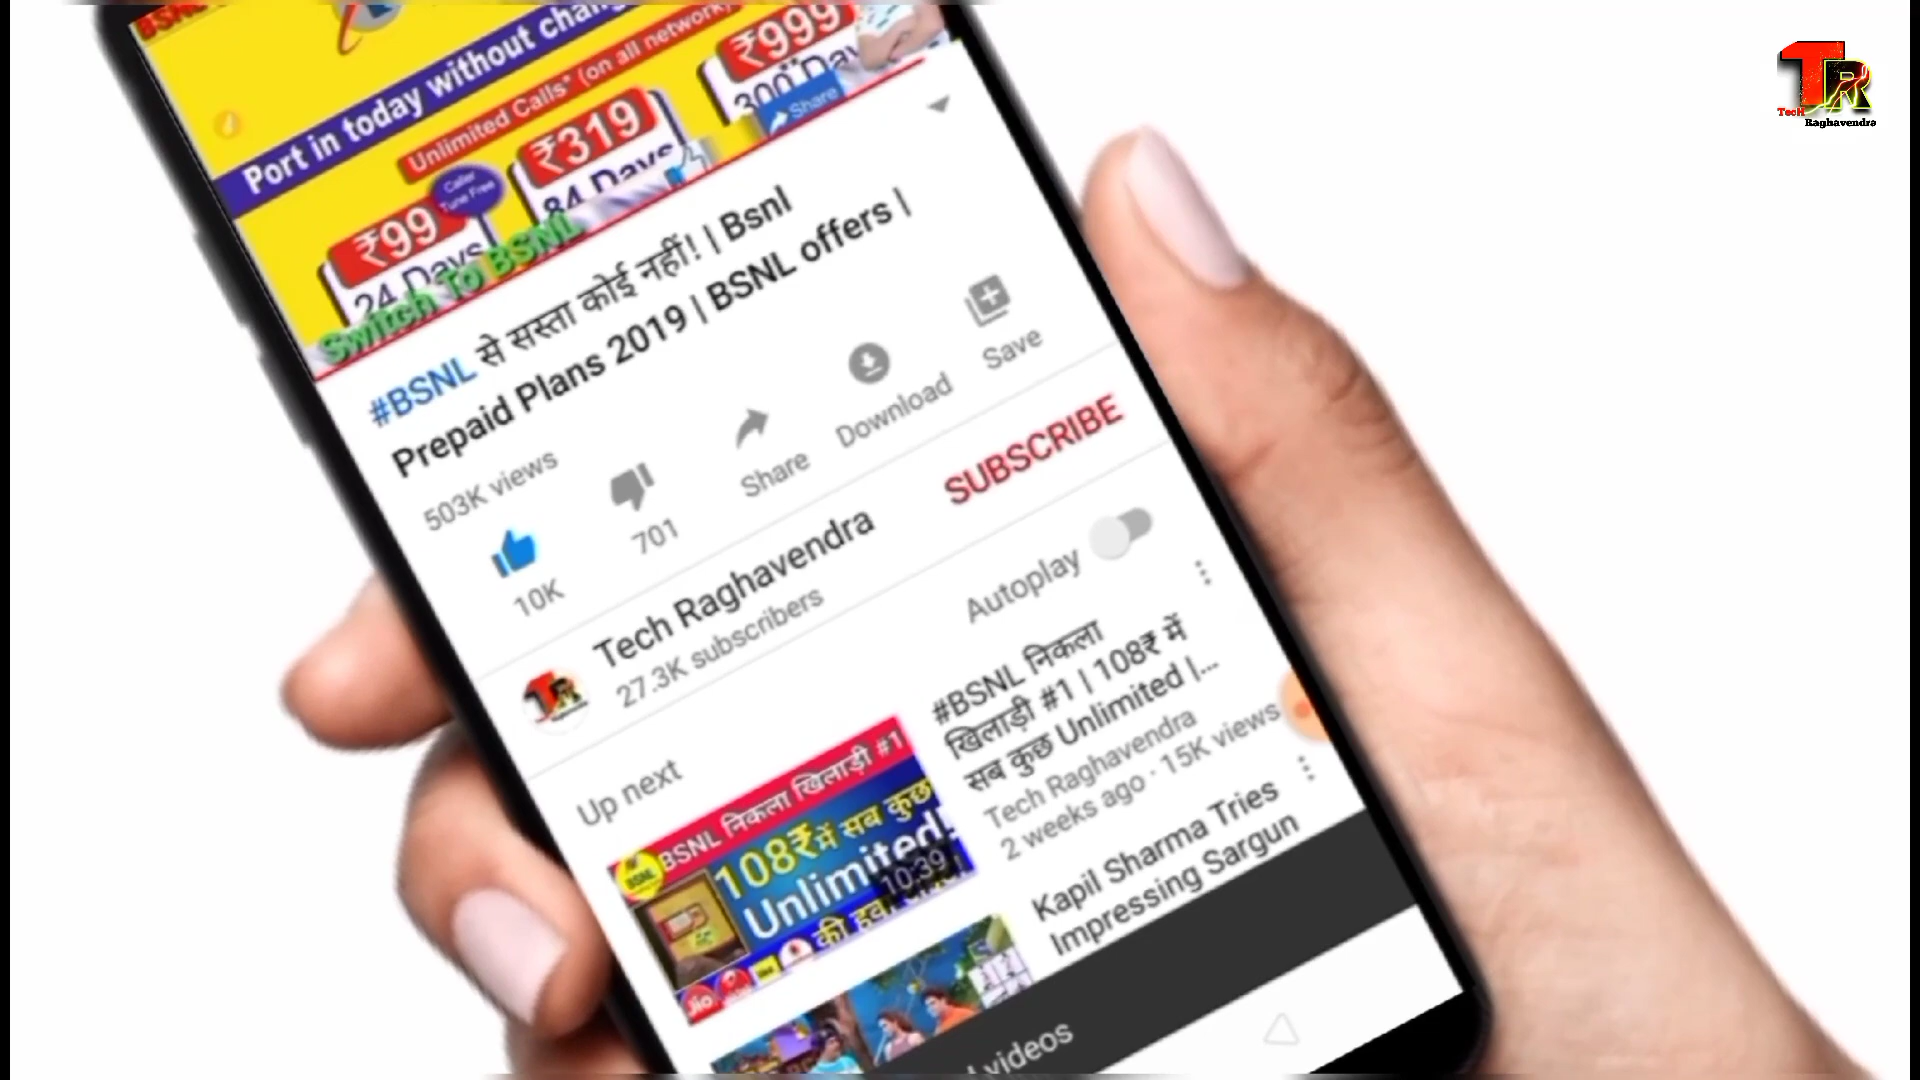 Port in today without
Unlimited Calls* (on all network)
₹99
24 Days
Caller
Tune Free
₹319
84 Days
₹999
300 Day
Share
Switch To BSNL
#BSNL से सस्ता कोई नहीं! | Bsnl
Prepaid Plans 2019 | BSNL offers |
503K views
10K
701
Share
Download
Save
Tech Raghavendra
27.3K subscribers
SUBSCRIBE
Up next
Autoplay
BSNL निकला खिलाड़ी #1
BSNL
108₹में सब कुछ
Unlimited!
की हवा
10:39
Jio
#BSNL निकला
खिलाड़ी #1 | 108₹ में
सब कुछ Unlimited |...
Tech Raghavendra
2 weeks ago · 15K views
Kapil Sharma Tries
Impressing Sargun
videos
TR
TecH
Raghavendra